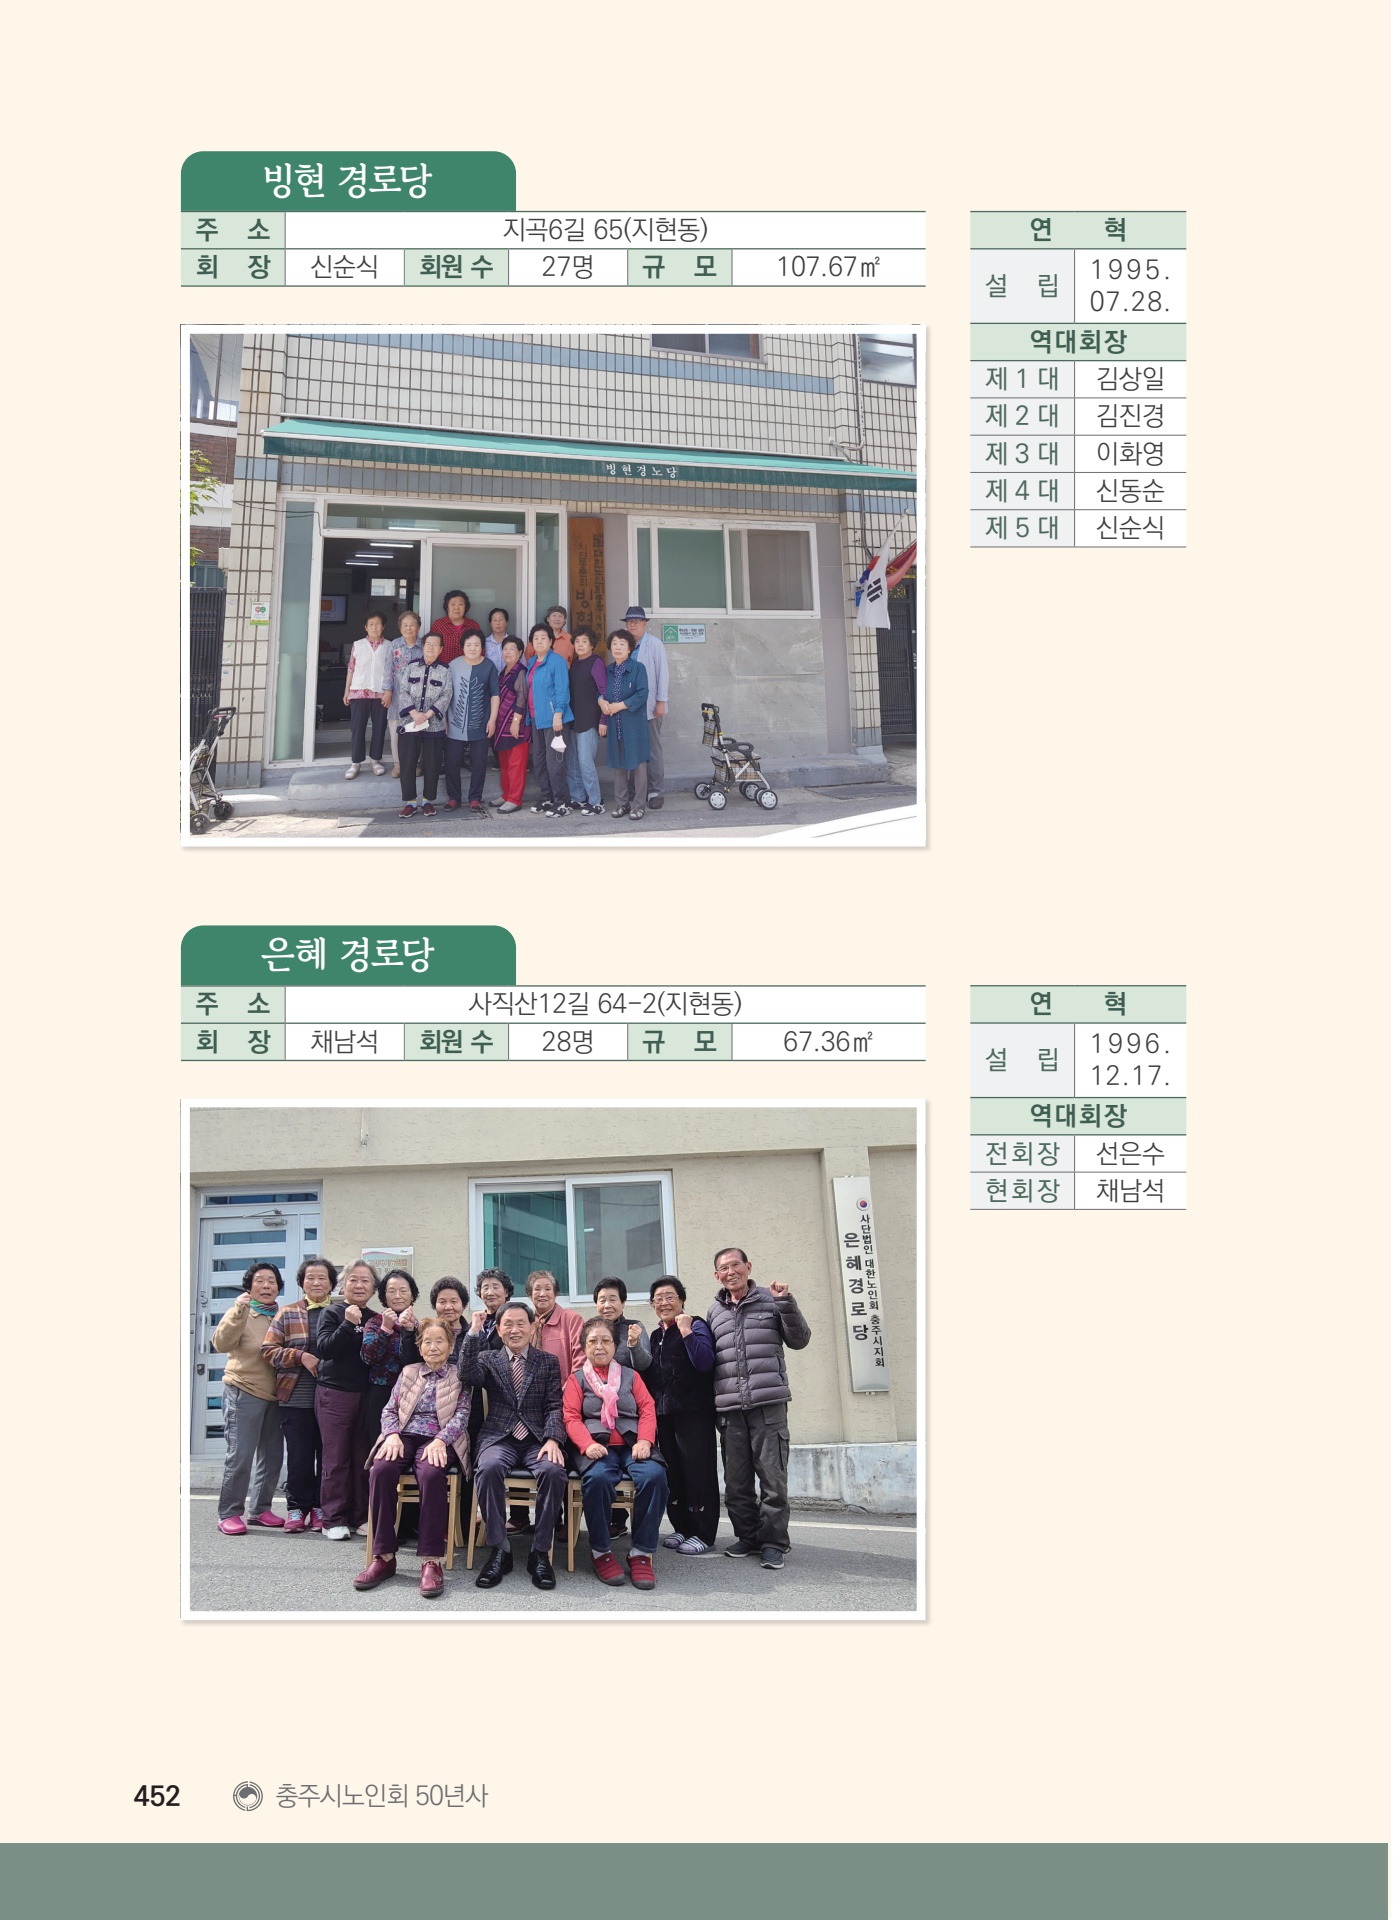 빙현 경로당
주 소 지곡6길 65(지현동)
회 장 신순식 회원 수 27명 규 모 107.67㎡
연 혁
설 립 1995.
07.28.
역대회장
제 1 대 김상일
제 2 대 김진경
제 3 대 이화영
제 4 대 신동순
제 5 대 신순식
빙현경노당
은혜 경로당
주 소 사직산12길 64-2(지현동)
회 장 채남석 회원 수 28명 규 모 67.36㎡
연 혁
설 립 1996.
12.17.
역대회장
전회장 선은수
현회장 채남석
사단법인 대한노인회 충주시지회
은혜경로당
452 충주시노인회 50년사